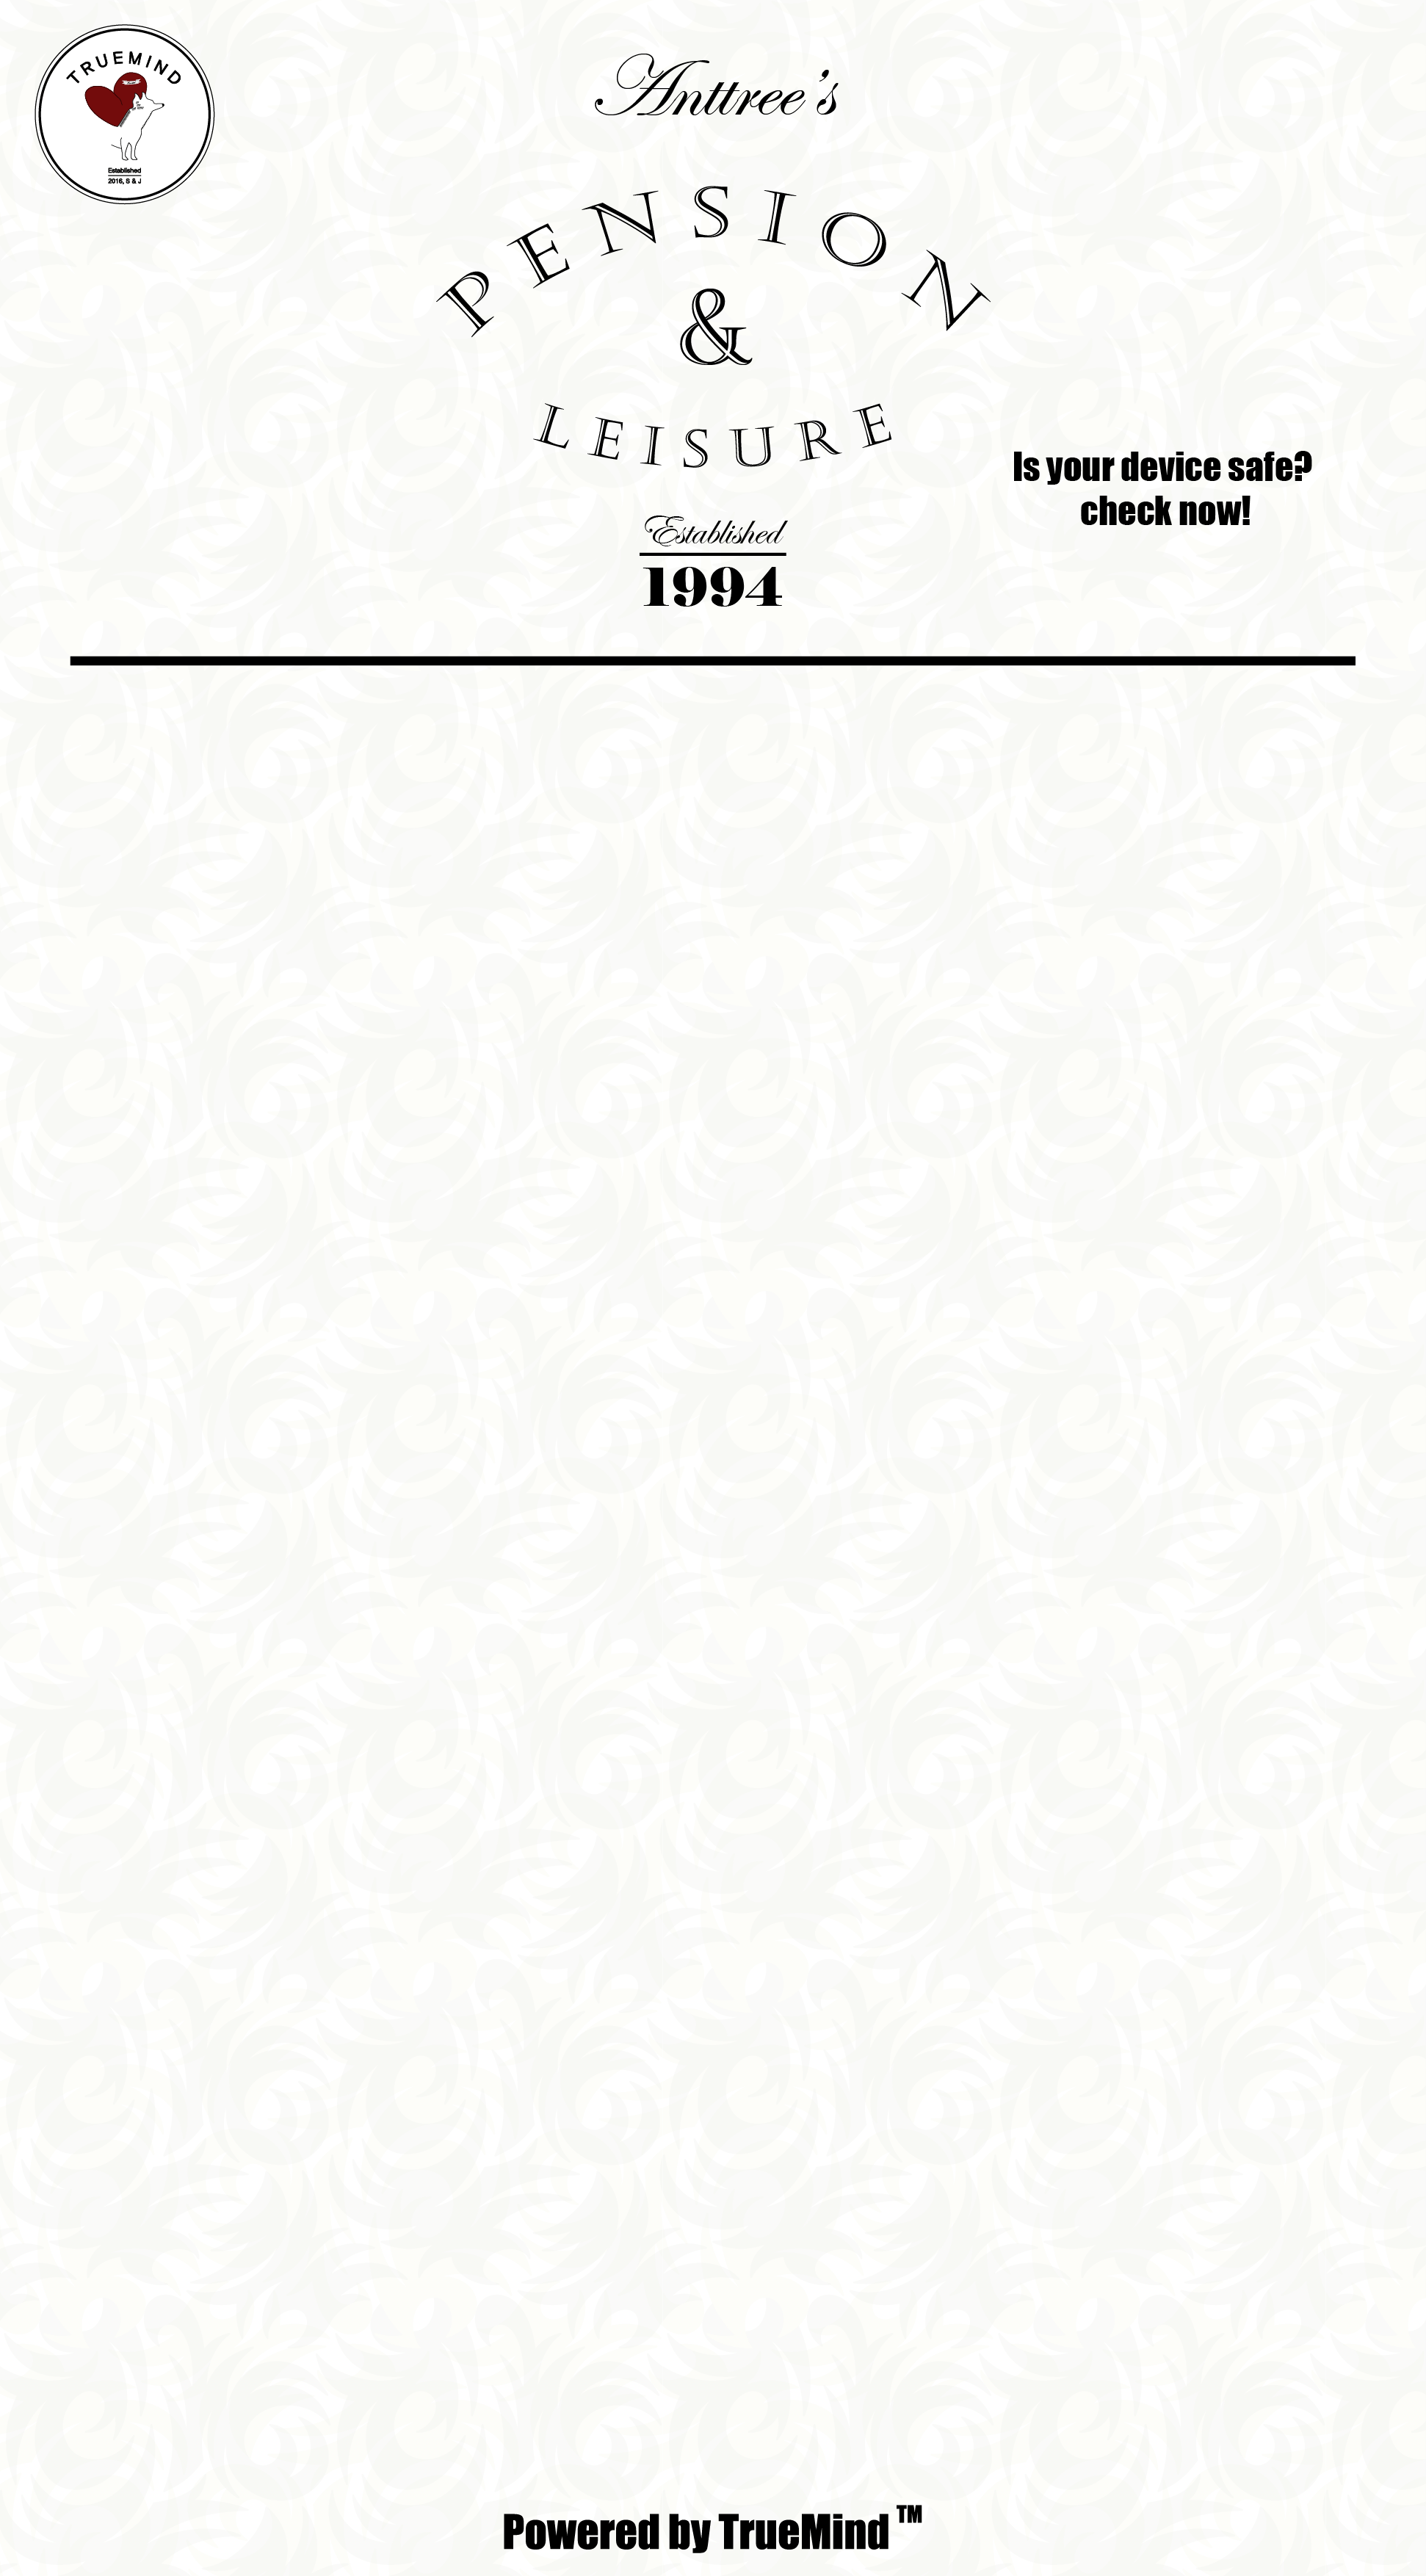 TRUEMIND
Established
2016, S & J
Anttree's
PENSION
&
LEISURE
Established
1994
Is your device safe?
check now!
Powered by TrueMind TM